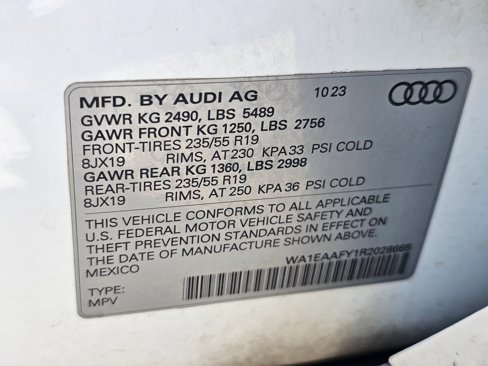 MFD. BY AUDI AG 10 23
GVWR KG 2490, LBS 5489
GAWR FRONT KG 1250, LBS 2756
FRONT-TIRES 235/55 R19
8JX19 RIMS, AT 230 KPA 33 PSI COLD
GAWR REAR KG 1360, LBS 2998
REAR-TIRES 235/55 R19
8JX19 RIMS, AT 250 KPA 36 PSI COLD
THIS VEHICLE CONFORMS TO ALL APPLICABLE
U.S. FEDERAL MOTOR VEHICLE SAFETY AND
THEFT PREVENTION STANDARDS IN EFFECT ON
THE DATE OF MANUFACTURE SHOWN ABOVE.
MEXICO
WA1EAAFY1R2028665
TYPE:
MPV